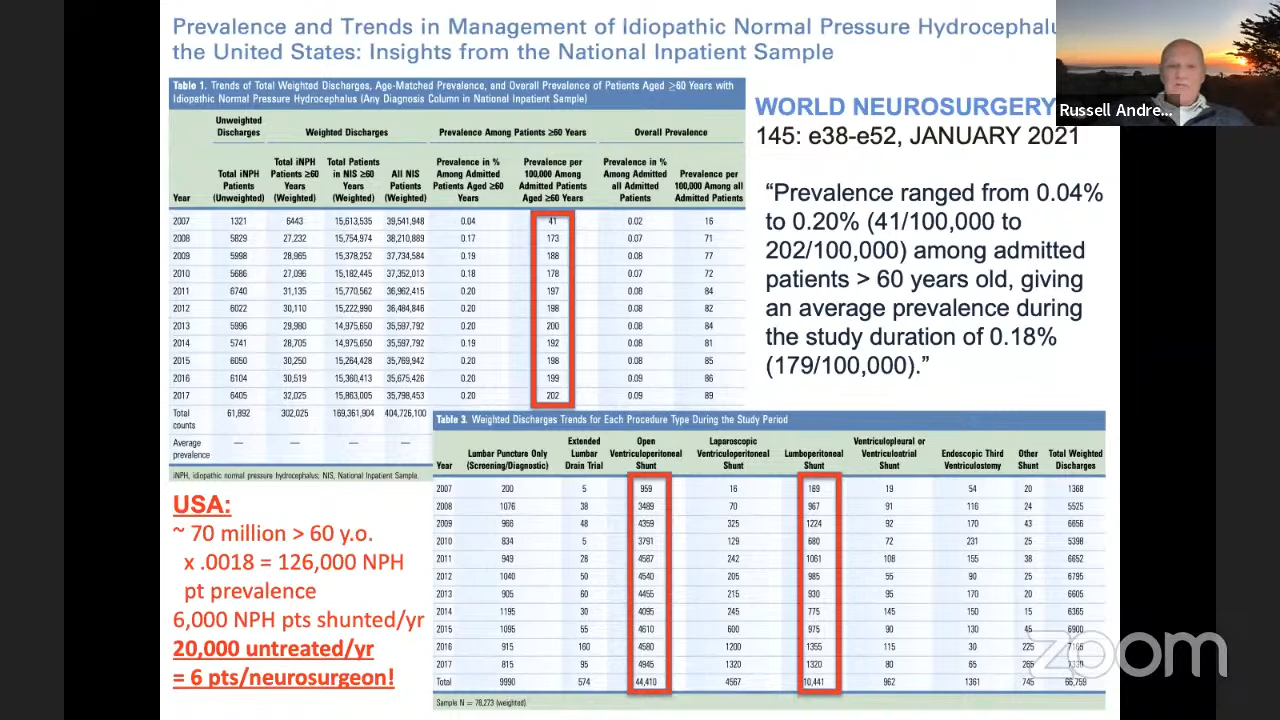 Prevalence and Trends in Management of Idiopathic Normal Pressure Hydrocephalu
the United States: Insights from the National Inpatient Sample
Russell Andre...
Table 1. Trends of Total Weighted Discharges, Age-Matched Prevalence, and Overall Prevalence of Patients Aged ≥60 Years with
Idiopathic Normal Pressure Hydrocephalus (Any Diagnosis Column in National Inpatient Sample)
Unweighted Discharges Weighted Discharges Prevalence Among Patients ≥60 Years Overall Prevalence
Year Total iNPH Patients (Unweighted) Total iNPH Patients ≥60 Years (Weighted) Total Patients in NIS ≥60 Years (Weighted) All NIS Patients (Weighted) Prevalence in % Among Admitted Patients Aged ≥60 Years Prevalence per 100,000 Among Admitted Patients Aged ≥60 Years Prevalence in % Among Admitted all Admitted Patients Prevalence per 100,000 Among all Admitted Patients
2007 1321 6443 15,613,535 39,541,948 0.04 41 0.02 16
2008 5829 27,232 15,754,974 38,210,889 0.17 173 0.07 71
2009 5998 28,965 15,378,252 37,734,584 0.19 188 0.08 77
2010 5686 27,096 15,182,445 37,352,013 0.18 178 0.07 72
2011 6740 31,135 15,770,562 36,962,415 0.20 197 0.08 84
2012 6022 30,110 15,222,990 36,484,846 0.20 198 0.08 82
2013 5996 29,980 14,975,650 35,597,792 0.20 200 0.08 84
2014 5741 28,705 14,975,650 35,597,792 0.19 192 0.08 81
2015 6050 30,250 15,264,428 35,769,942 0.20 198 0.08 85
2016 6104 30,519 15,360,413 35,675,426 0.20 199 0.09 86
2017 6405 32,025 15,863,005 35,798,453 0.20 202 0.09 89
Total counts 61,892 302,025 169,361,904 404,726,100
Average prevalence — — — —
iNPH, idiopathic normal pressure hydrocephalus; NIS, National Inpatient Sample.
WORLD NEUROSURGERY
145: e38-e52, JANUARY 2021
“Prevalence ranged from 0.04%
to 0.20% (41/100,000 to
202/100,000) among admitted
patients > 60 years old, giving
an average prevalence during
the study duration of 0.18%
(179/100,000).”
USA:
~ 70 million > 60 y.o.
x .0018 = 126,000 NPH
pt prevalence
6,000 NPH pts shunted/yr
20,000 untreated/yr
= 6 pts/neurosurgeon!
Table 3. Weighted Discharges Trends for Each Procedure Type During the Study Period
Year Lumbar Puncture Only (Screening/Diagnostic) Extended Lumbar Drain Trial Open Ventriculoperitoneal Shunt Laparoscopic Ventriculoperitoneal Shunt Lumboperitoneal Shunt Ventriculopleural or Ventriculoatrial Shunt Endoscopic Third Ventriculostomy Other Shunt Total Weighted Discharges
2007 200 5 959 16 169 19 54 20 1368
2008 1076 38 3489 70 967 91 116 24 5525
2009 966 48 4359 325 1224 92 170 43 6656
2010 834 5 3791 129 680 72 231 25 5398
2011 949 28 4587 242 1061 108 155 38 6652
2012 1040 50 4540 205 985 55 90 25 6795
2013 905 60 4455 215 930 95 170 20 6605
2014 1195 30 4095 245 775 145 150 15 6365
2015 1095 55 4610 600 975 90 130 45 6900
2016 915 160 4580 1200 1355 115 30 225
2017 815 95 4945 1320 1320 80 65 265
Total 9990 574 44,410 4567 10,441 962 1361 745 66,759
Sample N = 76,273 (weighted)
zoom